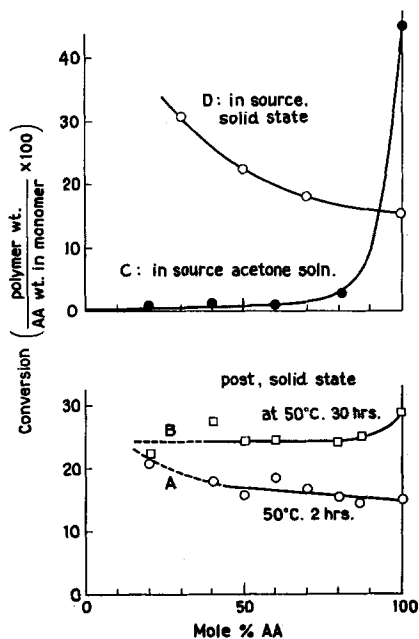 40
30
20
10
0
D: in source.
solid state
C: in source acetone soln.
Conversion ( polymer wt. / AA wt. in monomer ×100 )
post, solid state
at 50°C. 30 hrs.
B
A
50°C. 2 hrs.
30
20
10
0
0
50
100
Mole % AA